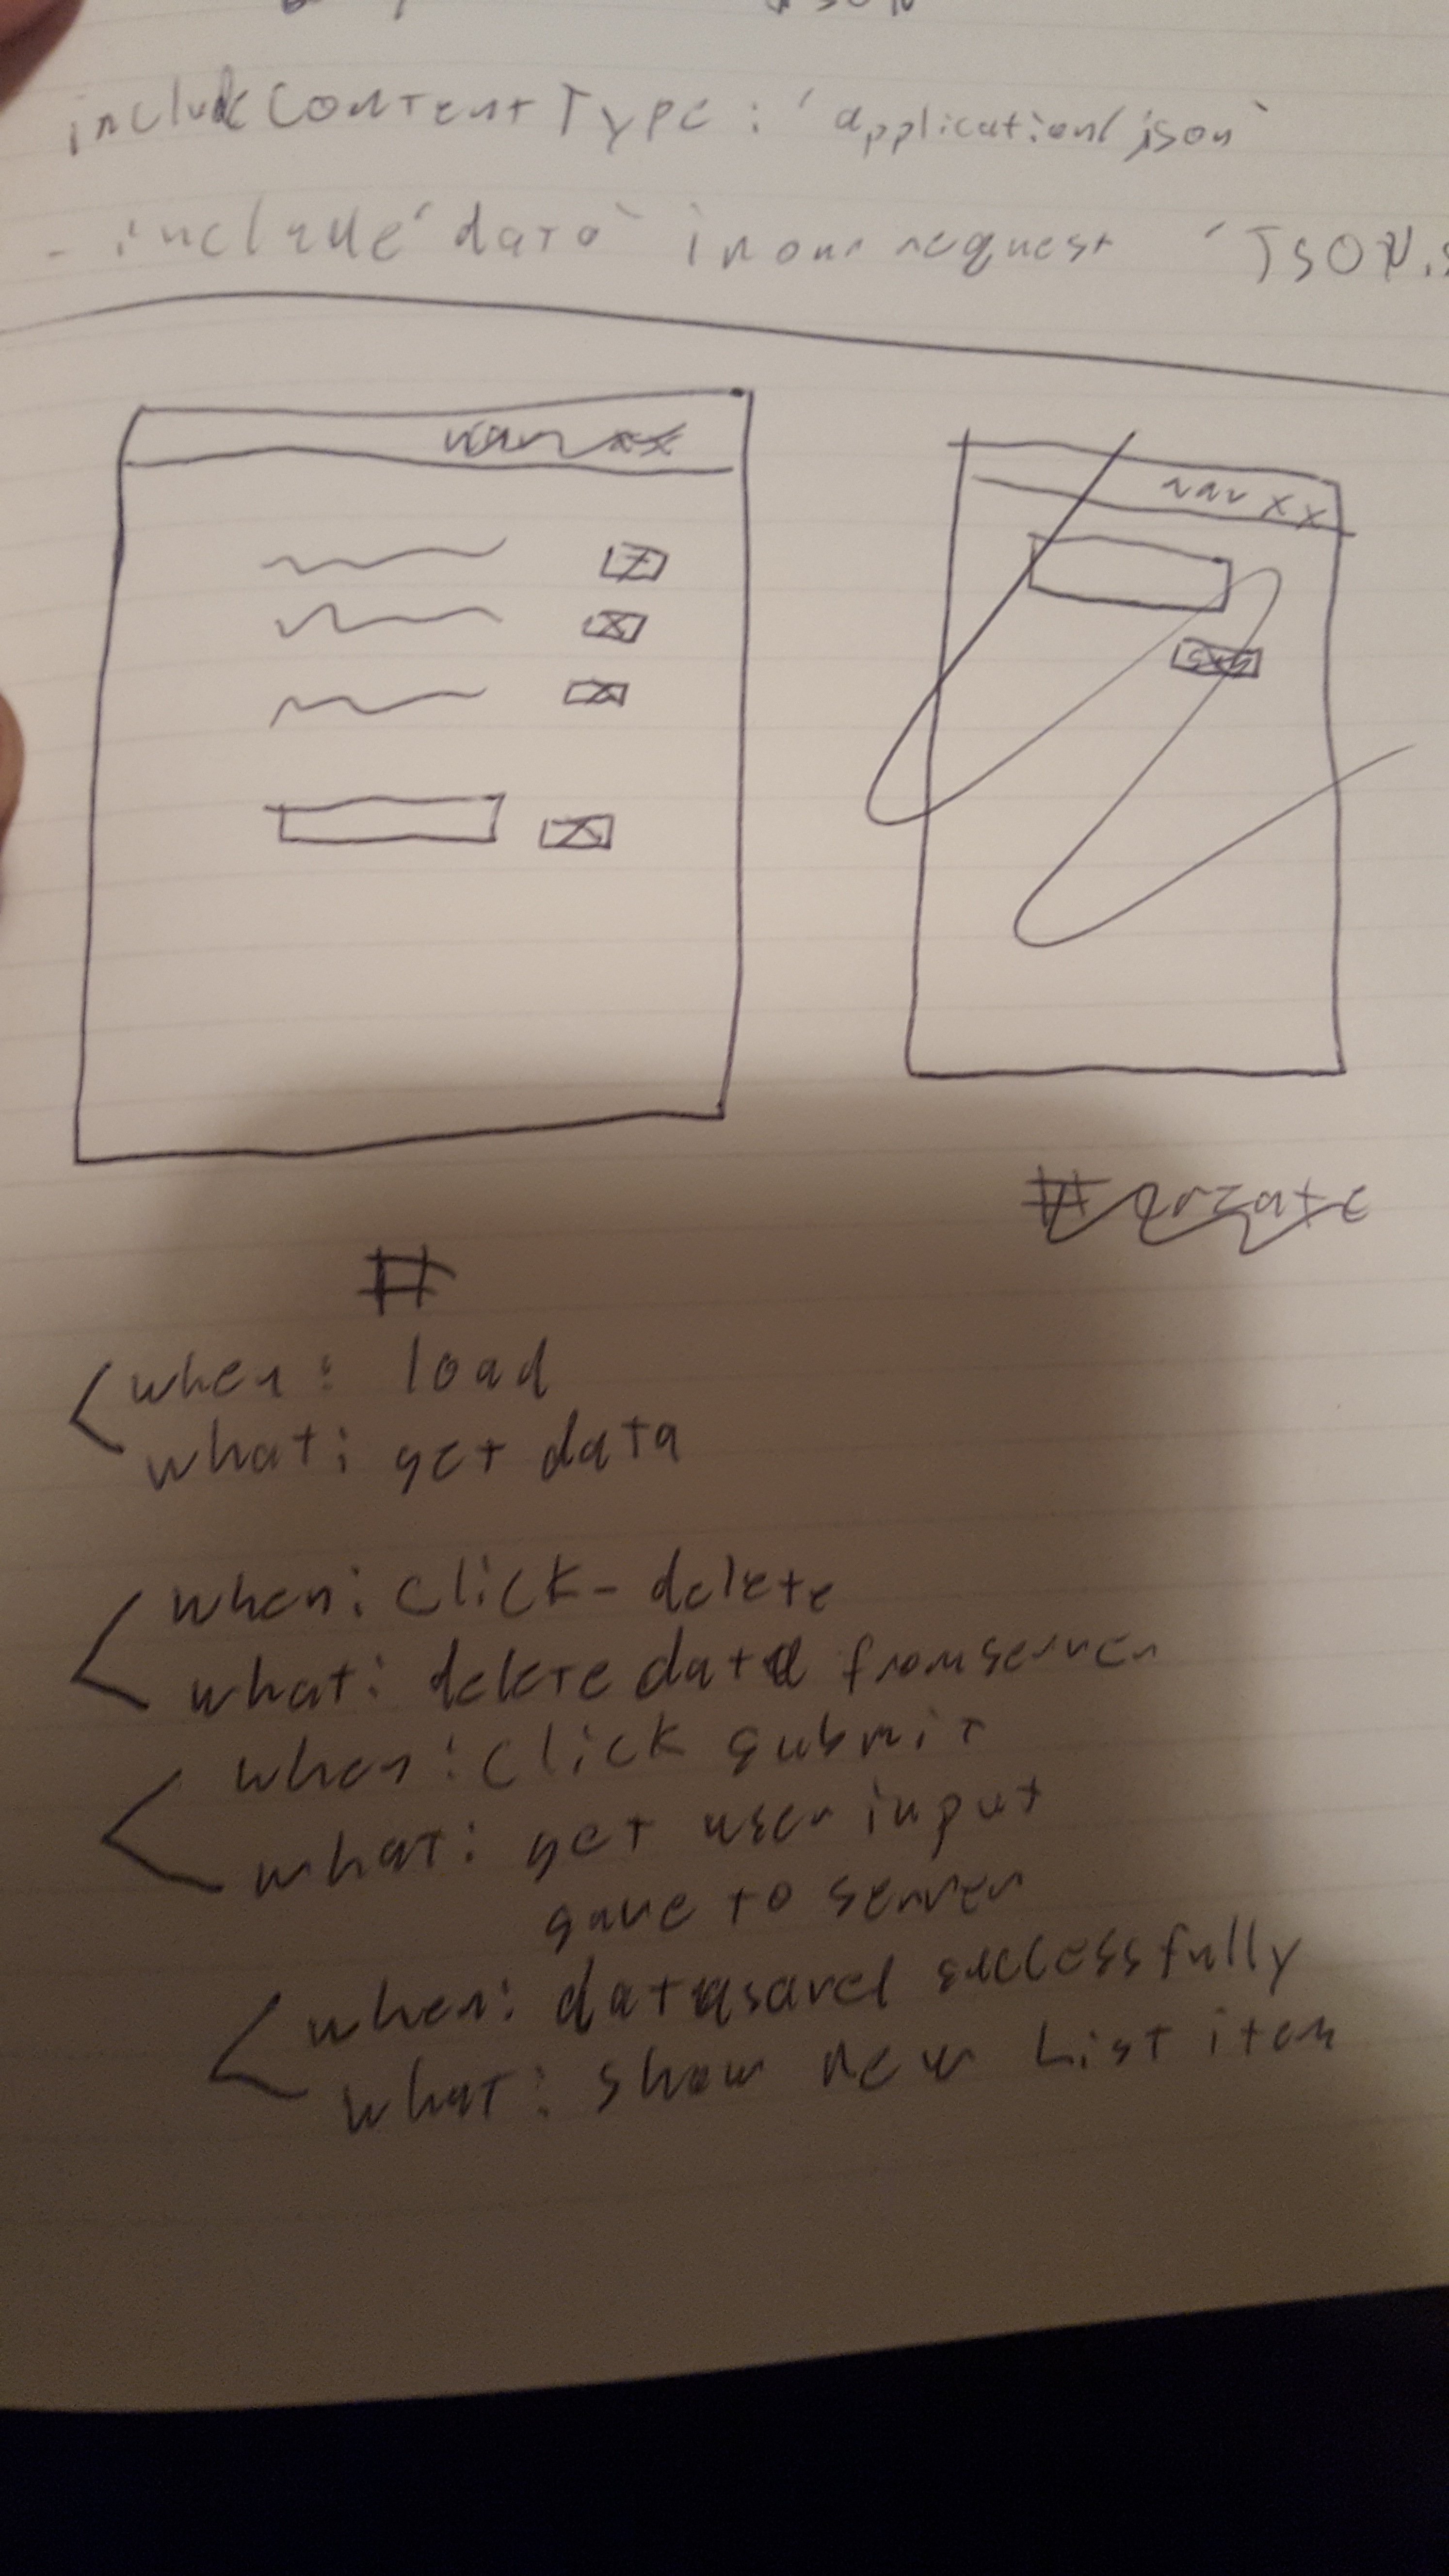 include contentType: 'application/json'
- include 'data' in our request 'JSON.s
nav xx
nav xx
#create
#
when: load
what: get data
when: click-delete
what: delete data from server
when: click submit
what: get user input
save to server
when: data saved successfully
what: show new list item